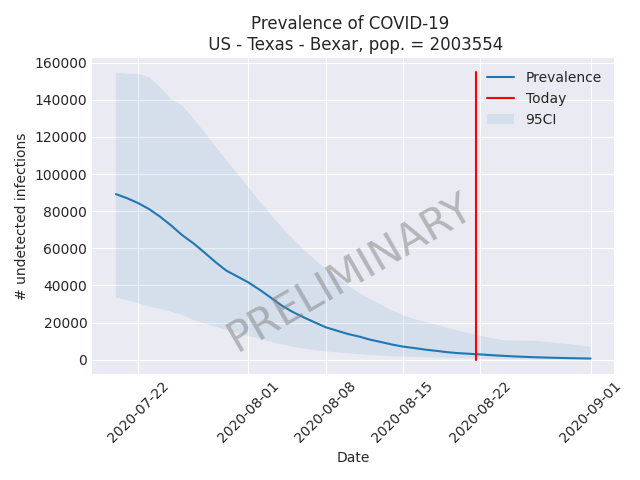 Prevalence of COVID-19
US - Texas - Bexar, pop. = 2003554
160000
140000
120000
100000
80000
60000
40000
20000
0
# undetected infections
Prevalence
Today
95CI
PRELIMINARY
2020-07-22
2020-08-01
2020-08-08
2020-08-15
2020-08-22
2020-09-01
Date